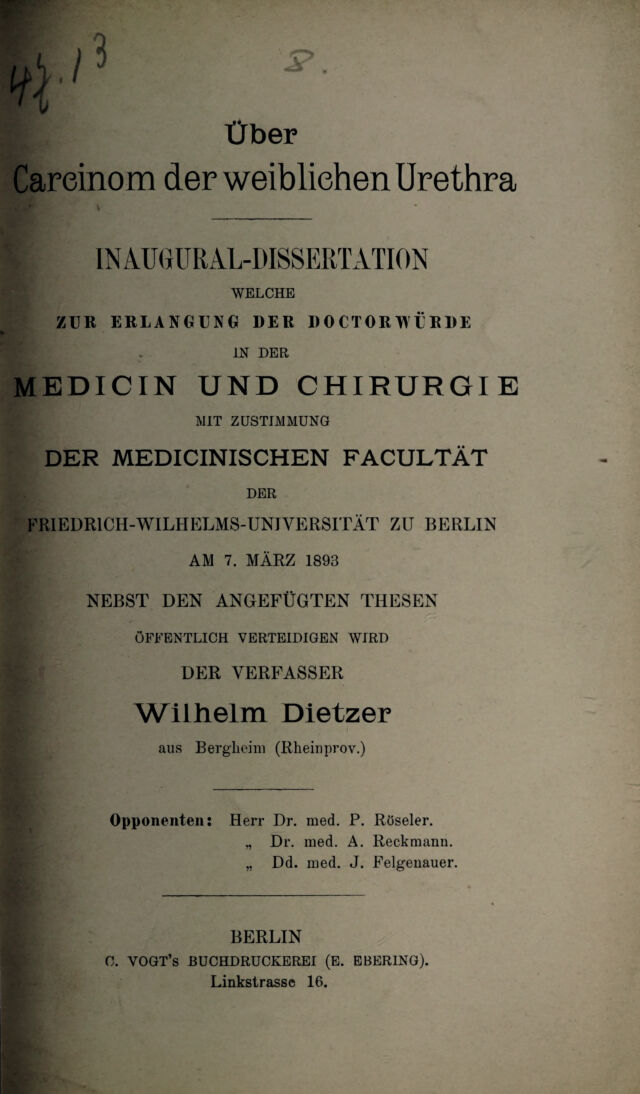 8.
Über
Carcinom der weiblichen Urethra
INAUGURAL-DISSERTATION
WELCHE
ZUR ERLANGUNG DER DOCTORWÜRDE
IN DER
MEDICIN UND CHIRURGIE
MIT ZUSTIMMUNG
DER MEDICINISCHEN FACULTÄT
DER
FRIEDRICH-WILHELMS-UNIVERSITÄT ZU BERLIN
AM 7. MÄRZ 1893
NEBST DEN ANGEFÜGTEN THESEN
ÖFFENTLICH VERTEIDIGEN WIRD
DER VERFASSER
Wilhelm Dietzer
aus Bergheim (Rheinprov.)
Opponenten: Herr Dr. med. P. Röseler.
„ Dr. med. A. Reckmann.
„ Dd. med. J. Felgenauer.
BERLIN
C. VOGT'S BUCHDRUCKEREI (E. EBERING).
Linkstrasse 16.